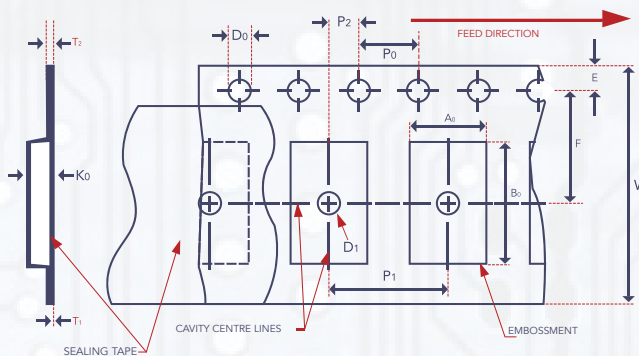 T₂
D₀
P₂
FEED DIRECTION
P₀
E
A₀
F
K₀
B₀
W
D₁
P₁
T₁
CAVITY CENTRE LINES
EMBOSSMENT
SEALING TAPE